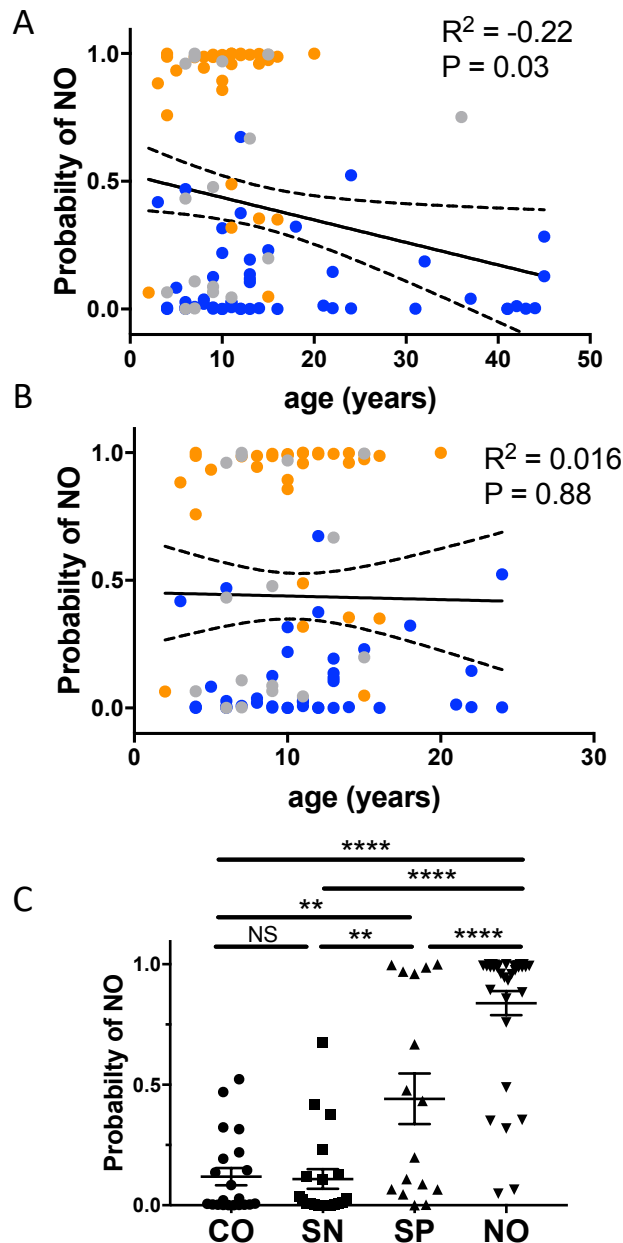 A
R² = -0.22
P = 0.03
Probabilty of NO
1.0
0.5
0.0
0 10 20 30 40 50
age (years)
B
R² = 0.016
P = 0.88
Probabilty of NO
1.0
0.5
0.0
0 10 20 30
age (years)
C
****
****
**
NS ** ****
Probabilty of NO
1.0
0.5
0.0
CO SN SP NO